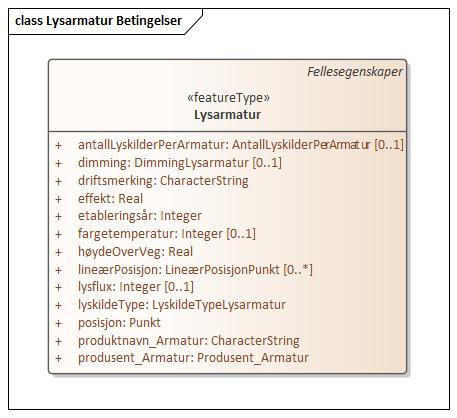 class Lysarmatur Betingelser
Fellesegenskaper
«featureType»
Lysarmatur
+ antallLyskilderPerArmatur: AntallLyskilderPerArmatur [0..1]
+ dimming: DimmingLysarmatur [0..1]
+ driftsmerking: CharacterString
+ effekt: Real
+ etableringsår: Integer
+ fargetemperatur: Integer [0..1]
+ høydeOverVeg: Real
+ lineærPosisjon: LineærPosisjonPunkt [0..*]
+ lysflux: Integer [0..1]
+ lyskildeType: LyskildeTypeLysarmatur
+ posisjon: Punkt
+ produktnavn_Armatur: CharacterString
+ produsent_Armatur: Produsent_Armatur